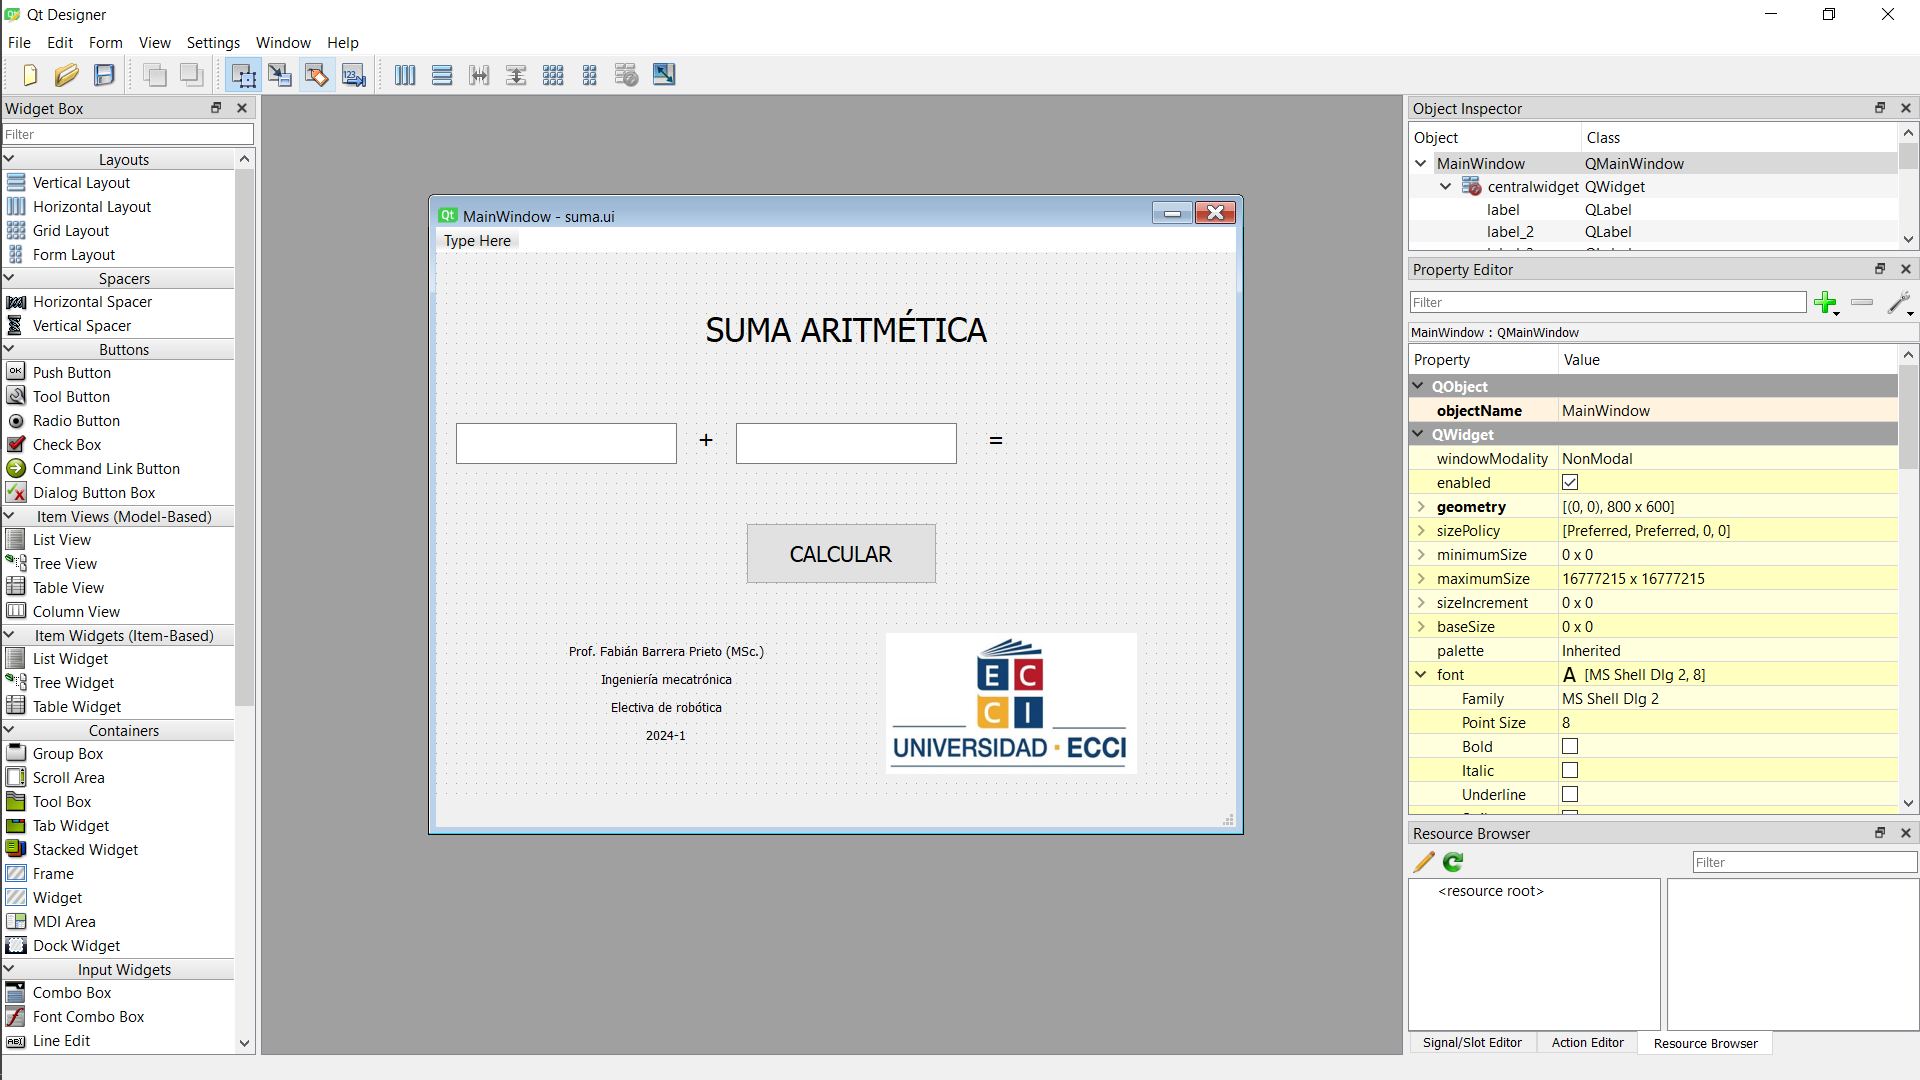 Qt Designer
File Edit Form View Settings Window Help
Widget Box
Filter
Layouts
Vertical Layout
Horizontal Layout
Grid Layout
Form Layout
Spacers
Horizontal Spacer
Vertical Spacer
Buttons
Push Button
Tool Button
Radio Button
Check Box
Command Link Button
Dialog Button Box
Item Views (Model-Based)
List View
Tree View
Table View
Column View
Item Widgets (Item-Based)
List Widget
Tree Widget
Table Widget
Containers
Group Box
Scroll Area
Tool Box
Tab Widget
Stacked Widget
Frame
Widget
MDI Area
Dock Widget
Input Widgets
Combo Box
Font Combo Box
Line Edit
MainWindow - suma.ui
Type Here
SUMA ARITMÉTICA
+ =
CALCULAR
Prof. Fabián Barrera Prieto (MSc.)
Ingeniería mecatrónica
Electiva de robótica
2024-1
E C
C I
UNIVERSIDAD · ECCI
Object Inspector
Object Class
MainWindow QMainWindow
centralwidget QWidget
label QLabel
label_2 QLabel
Property Editor
Filter
MainWindow : QMainWindow
Property Value
QObject
objectName MainWindow
QWidget
windowModality NonModal
enabled
geometry [(0, 0), 800 x 600]
sizePolicy [Preferred, Preferred, 0, 0]
minimumSize 0 x 0
maximumSize 16777215 x 16777215
sizeIncrement 0 x 0
baseSize 0 x 0
palette Inherited
font A [MS Shell Dlg 2, 8]
Family MS Shell Dlg 2
Point Size 8
Bold
Italic
Underline
Resource Browser
Filter
<resource root>
Signal/Slot Editor Action Editor Resource Browser